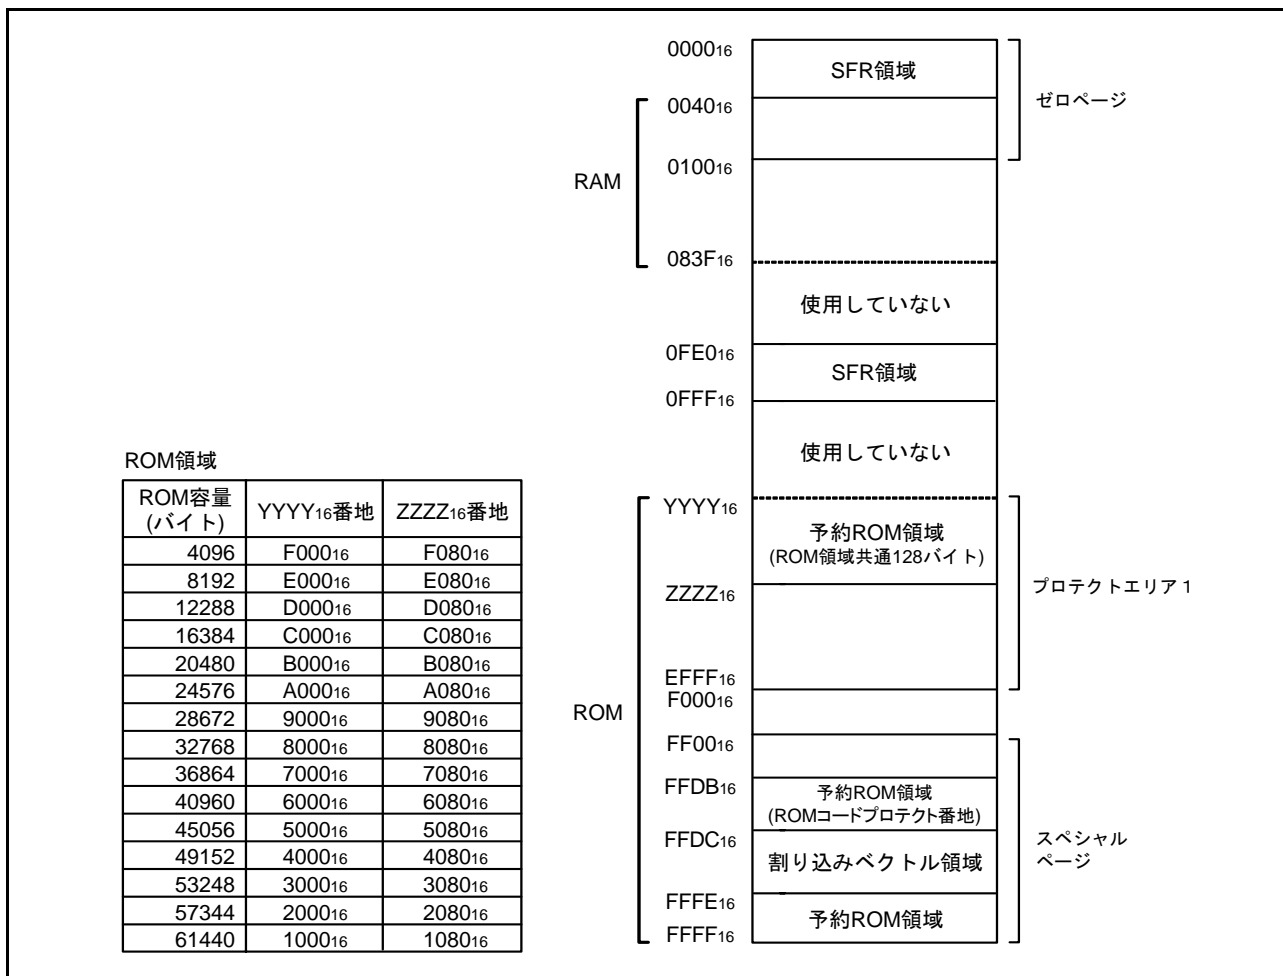 0000₁₆
SFR領域
ゼロページ
0040₁₆
RAM
0100₁₆
083F₁₆
使用していない
0FE0₁₆
SFR領域
0FFF₁₆
使用していない
ROM領域
ROM容量
(バイト) YYYY₁₆番地 ZZZZ₁₆番地
4096 F000₁₆ F080₁₆
8192 E000₁₆ E080₁₆
12288 D000₁₆ D080₁₆
16384 C000₁₆ C080₁₆
20480 B000₁₆ B080₁₆
24576 A000₁₆ A080₁₆
28672 9000₁₆ 9080₁₆
32768 8000₁₆ 8080₁₆
36864 7000₁₆ 7080₁₆
40960 6000₁₆ 6080₁₆
45056 5000₁₆ 5080₁₆
49152 4000₁₆ 4080₁₆
53248 3000₁₆ 3080₁₆
57344 2000₁₆ 2080₁₆
61440 1000₁₆ 1080₁₆
YYYY₁₆
予約ROM領域
(ROM領域共通128バイト)
ZZZZ₁₆
プロテクトエリア1
EFFF₁₆
F000₁₆
ROM
FF00₁₆
FFDB₁₆
予約ROM領域
(ROMコードプロテクト番地)
FFDC₁₆
割り込みベクトル領域
スペシャル
ページ
FFFE₁₆
予約ROM領域
FFFF₁₆